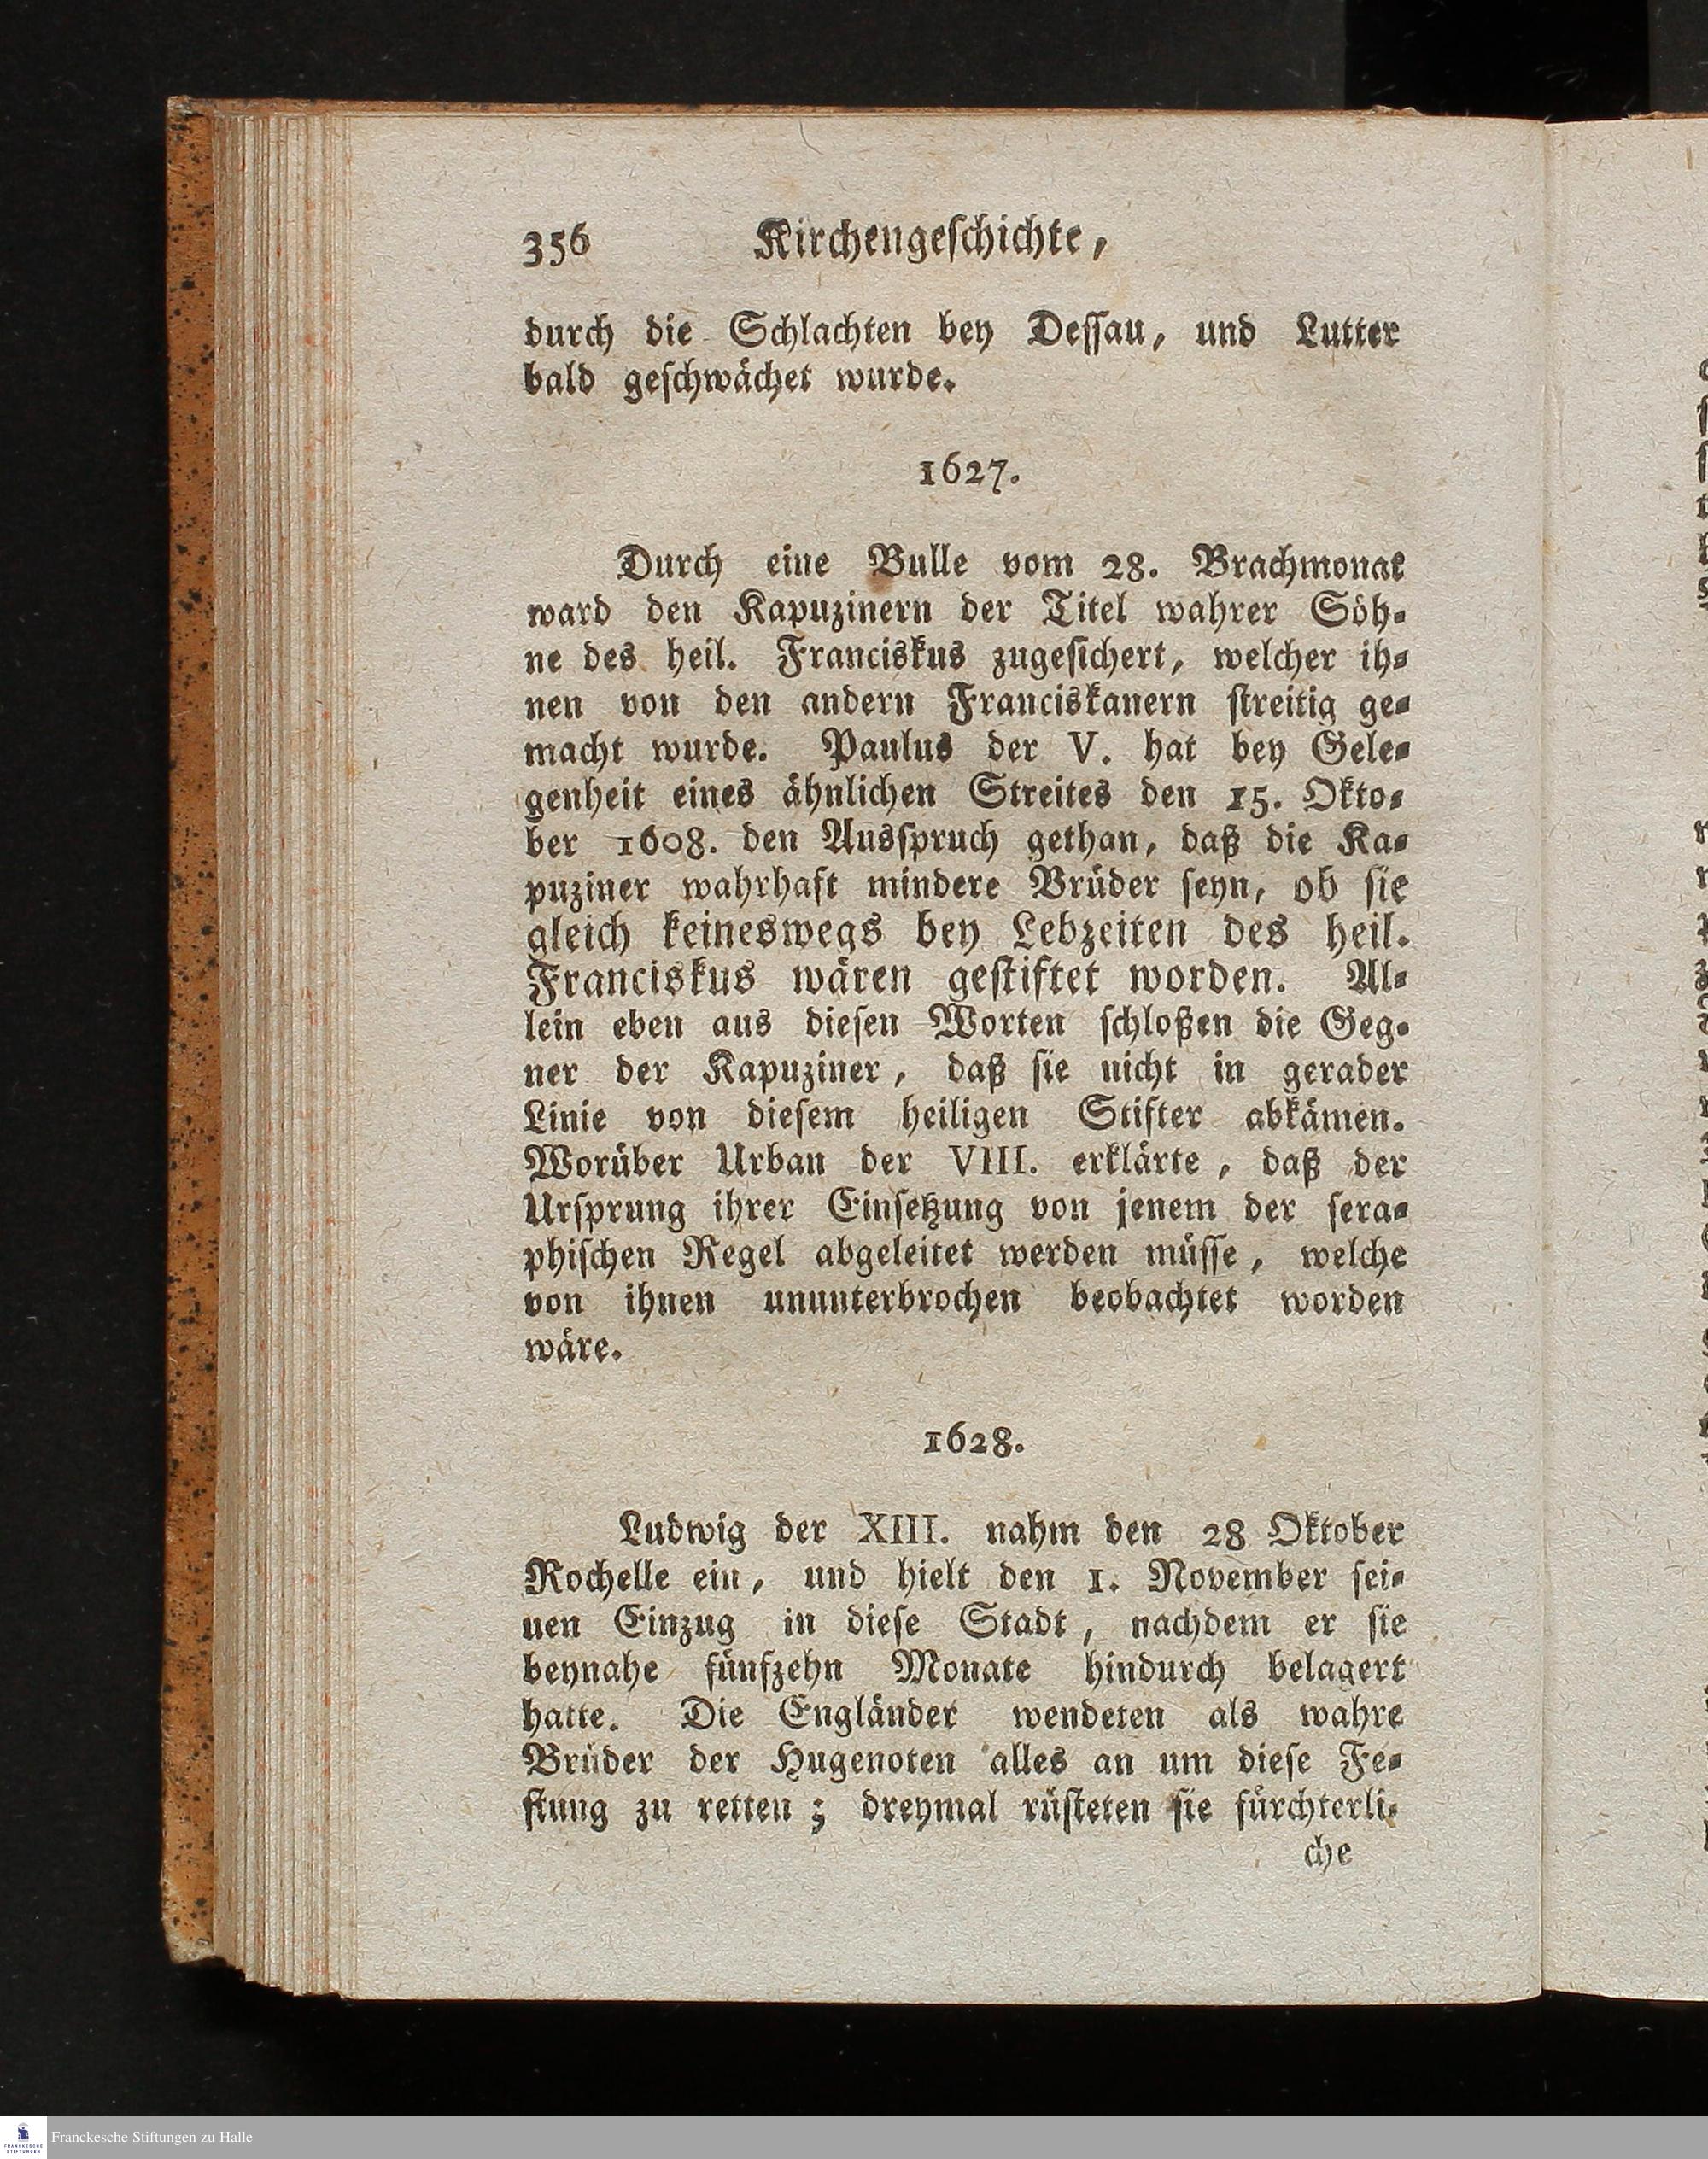 356 Kirchengeschichte,
durch die Schlachten bey Dessau, und Lutter
bald geschwächet wurde.
1627.
Durch eine Bulle vom 28. Brachmonat
ward den Kapuzinern der Titel wahrer Söh-
ne des heil. Franciskus zugesichert, welcher ih-
nen von den andern Franciskanern streitig ge-
macht wurde. Paulus der V. hat bey Gele-
genheit eines ähnlichen Streites den 15. Okto-
ber 1608. den Ausspruch gethan, daß die Ka-
puziner wahrhaft mindere Brüder seyn, ob sie
gleich keineswegs bey Lebzeiten des heil.
Franciskus wären gestiftet worden. Al-
lein eben aus diesen Worten schloßen die Geg-
ner der Kapuziner, daß sie nicht in gerader
Linie von diesem heiligen Stifter abkämen.
Worüber Urban der VIII. erklärte, daß der
Ursprung ihrer Einsetzung von jenem der sera-
phischen Regel abgeleitet werden müsse, welche
von ihnen ununterbrochen beobachtet worden
wäre.
1628.
Ludwig der XIII. nahm den 28 Oktober
Rochelle ein, und hielt den 1. November sei-
nen Einzug in diese Stadt, nachdem er sie
beynahe fünfzehn Monate hindurch belagert
hatte. Die Engländer wendeten als wahre
Brüder der Hugenoten alles an um diese Fe-
stung zu retten; dreymal rüsteten sie fürchterli-
che
Franckesche Stiftungen zu Halle